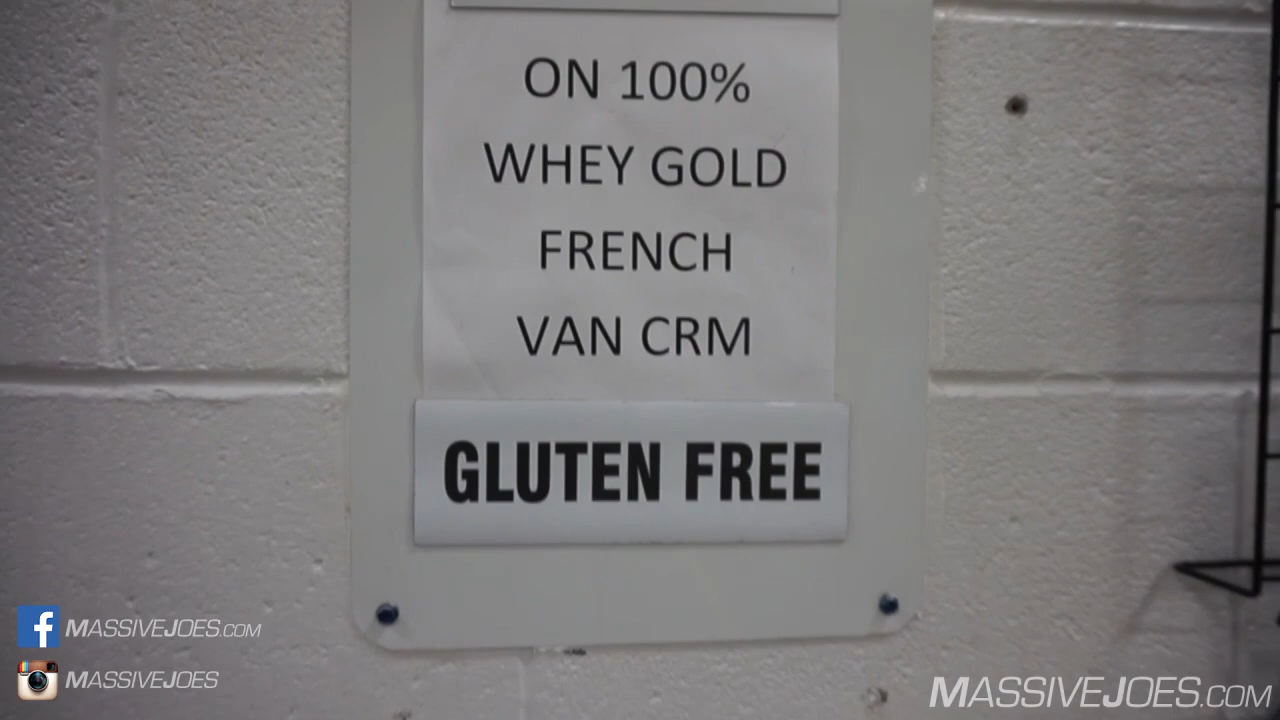 ON 100%
WHEY GOLD
FRENCH
VAN CRM
GLUTEN FREE
f MASSIVEJOES.COM
MASSIVEJOES
MASSIVEJOES.COM